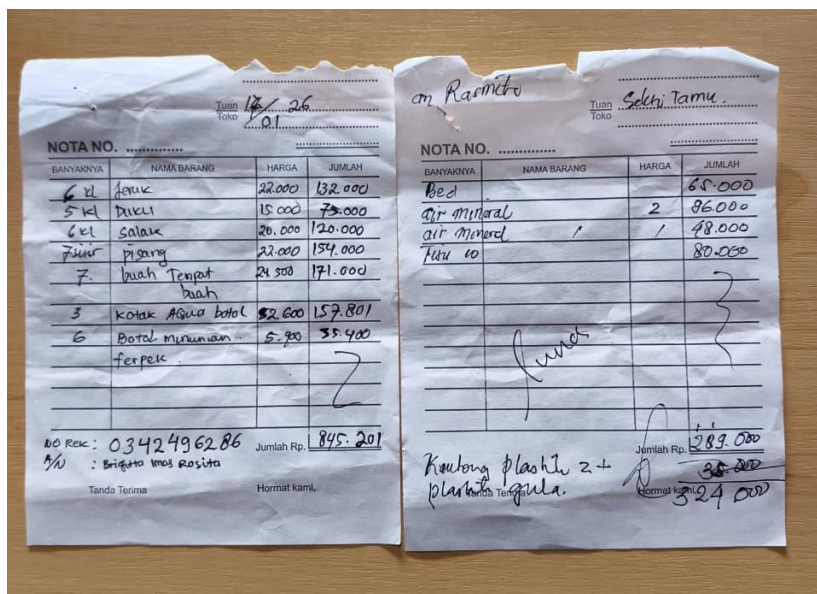 Tuan 17/ 26
Toko 01
NOTA NO. ..............
BANYAKNYA NAMA BARANG HARGA JUMLAH
6 kl Jeruk 22.000 132.000
5 kl Duku 15.000 75.000
6 kl Salak 20.000 120.000
7 sisir pisang 22.000 154.000
7. buah Tempat 24.500 171.000
buah
3 Kotak AQua botol 52.600 157.801
6 Botol Minuman 5.900 35.400
ferpek
Jumlah Rp. 845.201
NO Rek : 0342496286
A/N : Brigitta Imas Rosita
Tanda Terima Hormat kami,
an Rasmito
Tuan Sekhi Tamu.
Toko
NOTA NO. ..............
BANYAKNYA NAMA BARANG HARGA JUMLAH
Bed 65.000
air mineral 2 96.000
air minerel 1 48.000
80.000
Jumlah Rp. 289.000
Kantong plastik 2 + 35.000
plastik gula. 324 000
Tanda Terima Hormat kami,